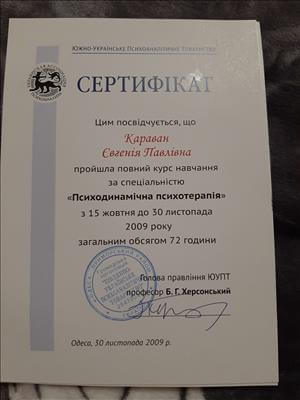 Южно-Українське Психоаналітичне Товариство
СЕРТИФІКАТ
Цим посвідчується, що
Караван
Євгенія Павлівна
пройшла повний курс навчання
за спеціальністю
«Психодинамічна психотерапія»
з 15 жовтня до 30 листопада
2009 року
загальним обсягом 72 години
Голова правління ЮУПТ
професор Б. Г. Херсонський
Одеса, 30 листопада 2009 р.